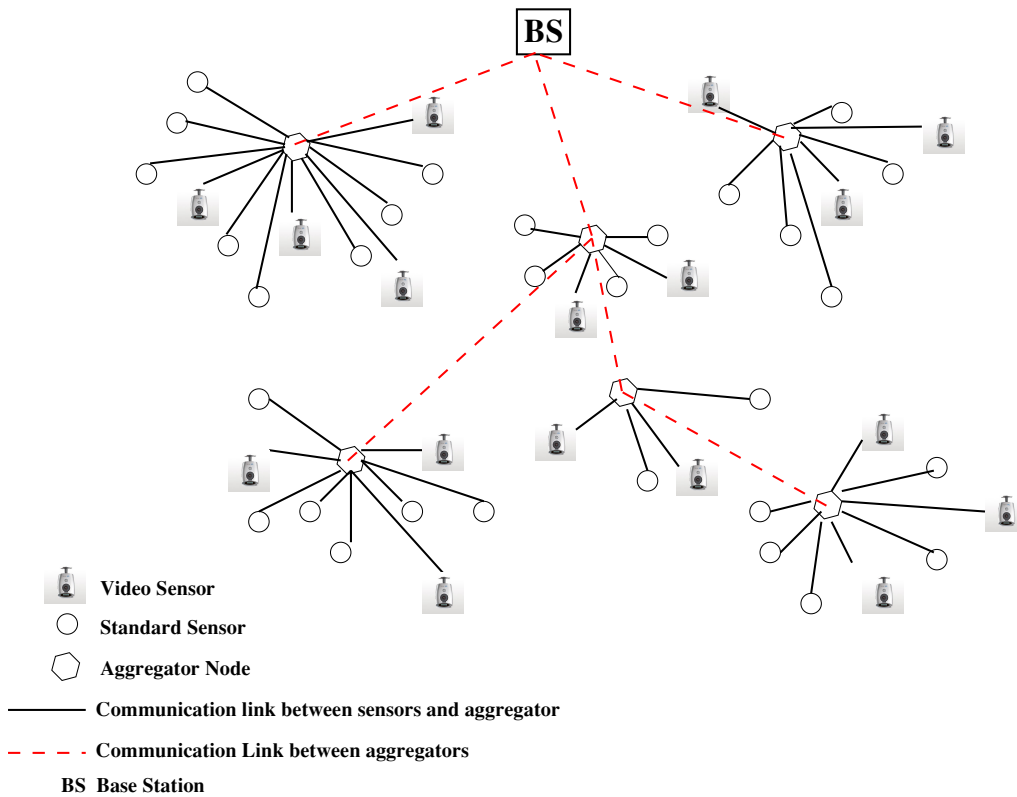 BS
Video Sensor
Standard Sensor
Aggregator Node
Communication link between sensors and aggregator
Communication Link between aggregators
BS Base Station